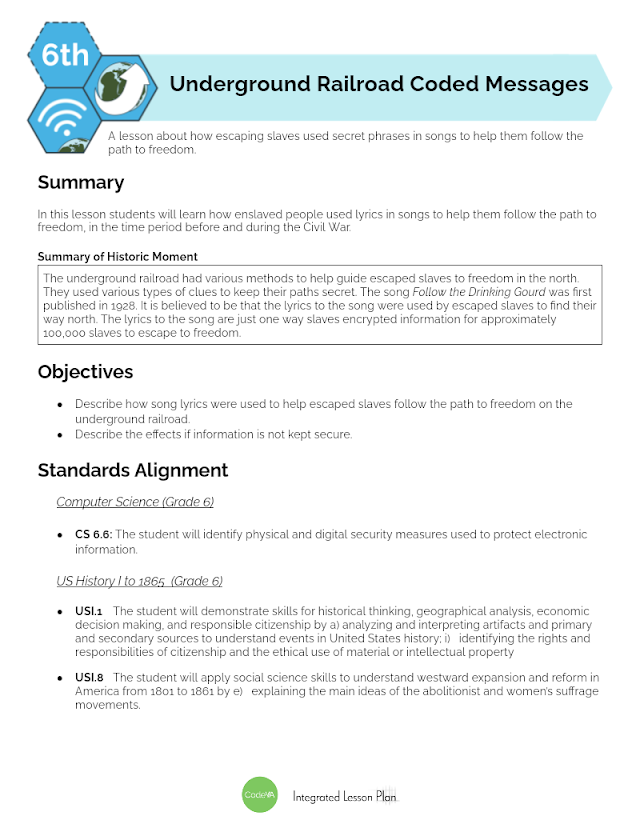 6th
Underground Railroad Coded Messages
A lesson about how escaping slaves used secret phrases in songs to help them follow the
path to freedom.
Summary
In this lesson students will learn how enslaved people used lyrics in songs to help them follow the path to
freedom, in the time period before and during the Civil War.
Summary of Historic Moment
The underground railroad had various methods to help guide escaped slaves to freedom in the north.
They used various types of clues to keep their paths secret. The song Follow the Drinking Gourd was first
published in 1928. It is believed to be that the lyrics to the song were used by escaped slaves to find their
way north. The lyrics to the song are just one way slaves encrypted information for approximately
100,000 slaves to escape to freedom.
Objectives
● Describe how song lyrics were used to help escaped slaves follow the path to freedom on the
underground railroad.
● Describe the effects if information is not kept secure.
Standards Alignment
Computer Science (Grade 6)
● CS 6.6: The student will identify physical and digital security measures used to protect electronic
information.
US History I to 1865 (Grade 6)
● USI.1 The student will demonstrate skills for historical thinking, geographical analysis, economic
decision making, and responsible citizenship by a) analyzing and interpreting artifacts and primary
and secondary sources to understand events in United States history; i) identifying the rights and
responsibilities of citizenship and the ethical use of material or intellectual property
● USI.8 The student will apply social science skills to understand westward expansion and reform in
America from 1801 to 1861 by e) explaining the main ideas of the abolitionist and women's suffrage
movements.
CodeVA Integrated Lesson Plan